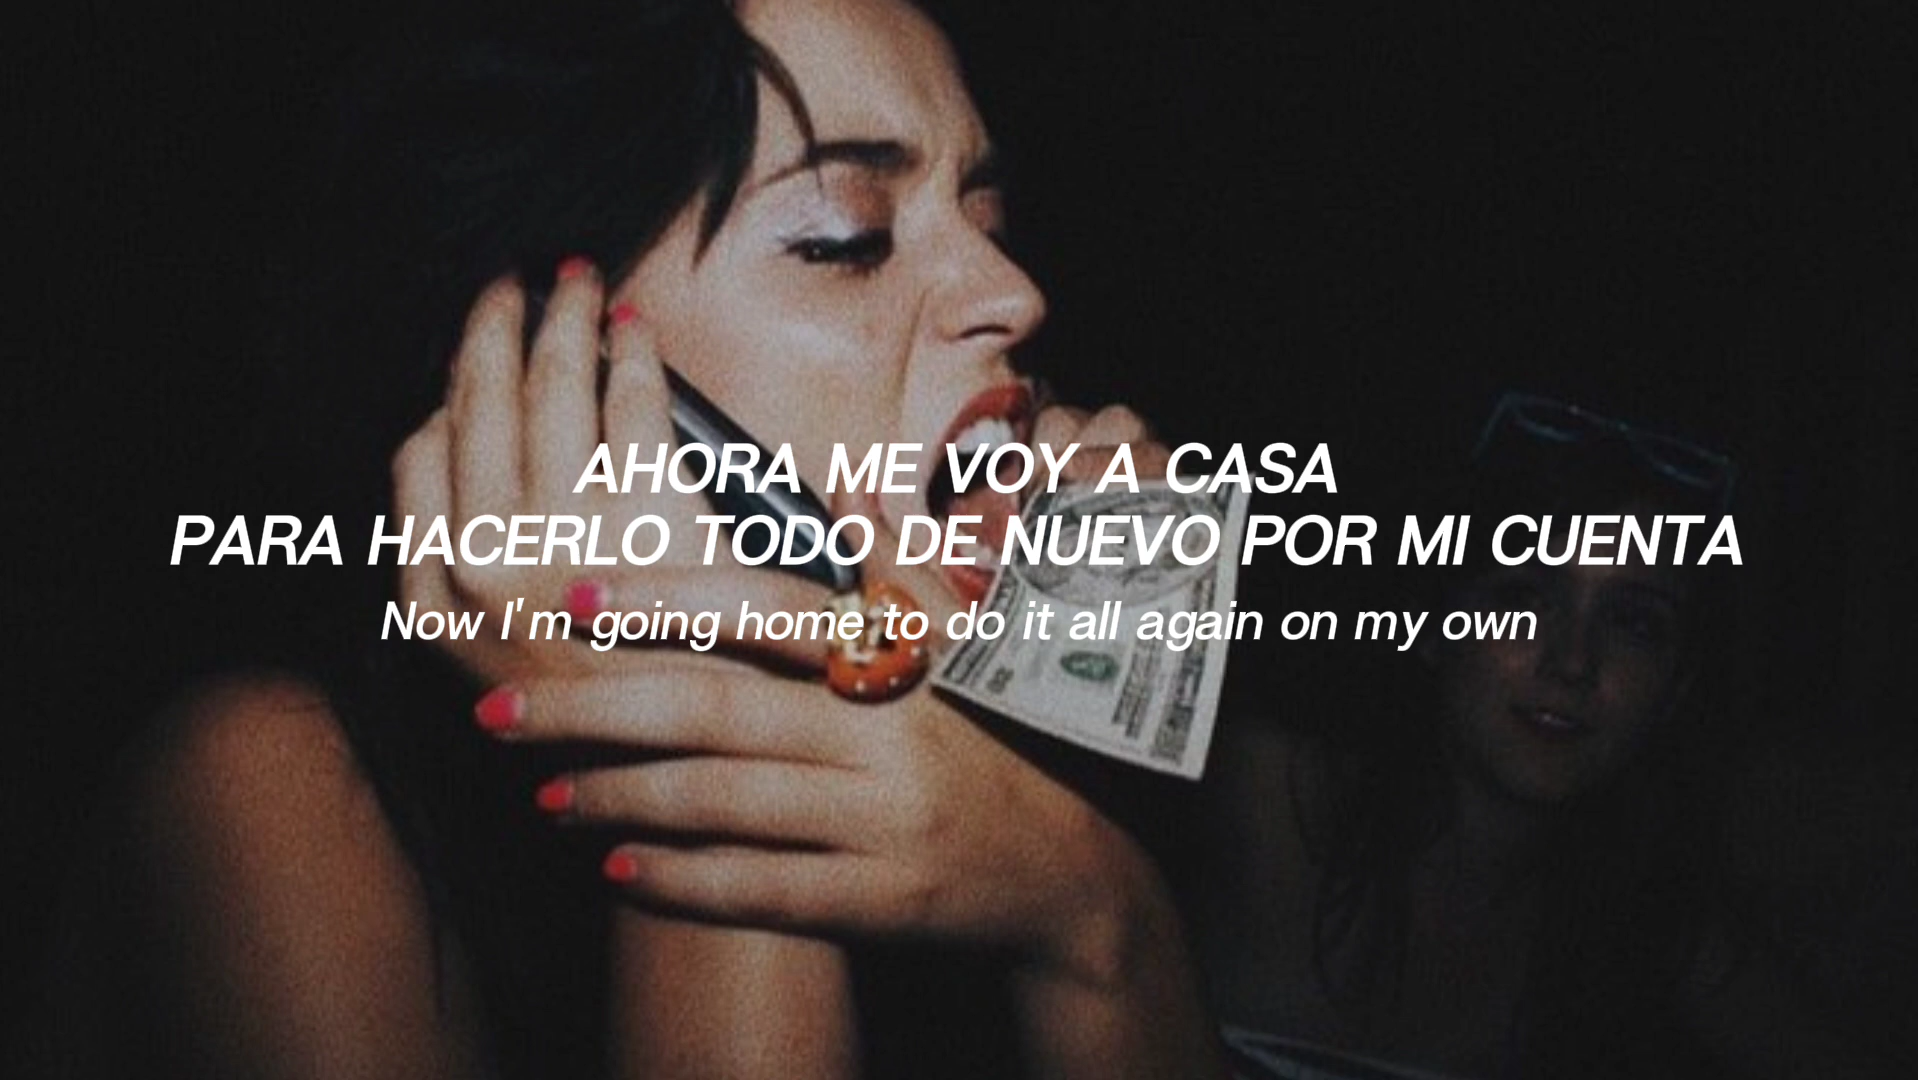 AHORA ME VOY A CASA
PARA HACERLO TODO DE NUEVO POR MI CUENTA
Now I'm going home to do it all again on my own